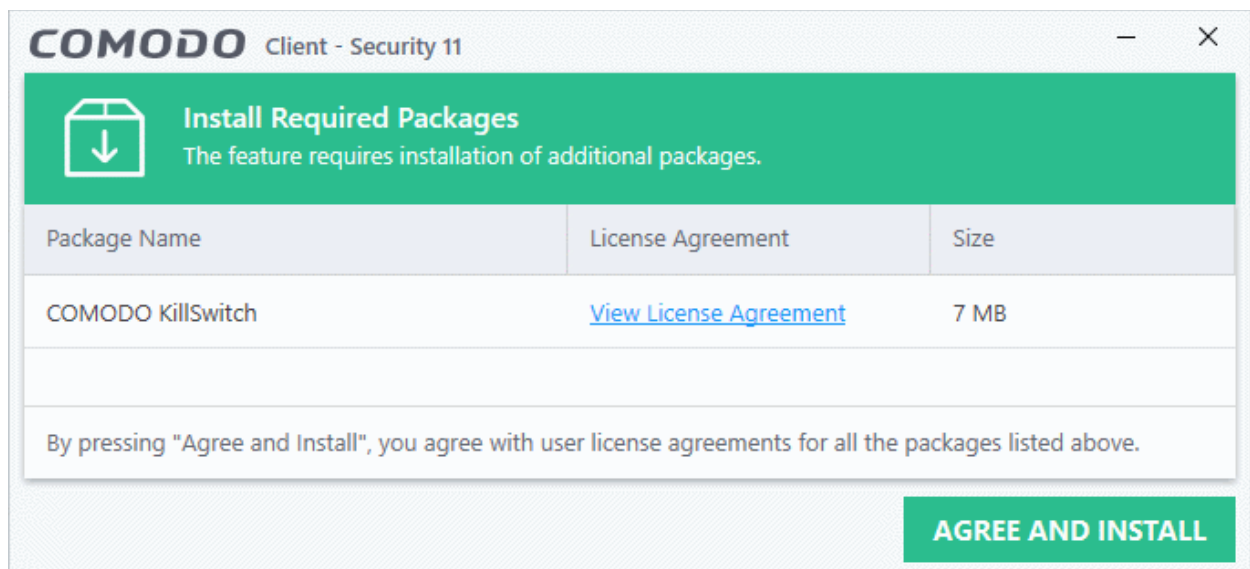 COMODO Client - Security 11
Install Required Packages
The feature requires installation of additional packages.
Package Name License Agreement Size
COMODO KillSwitch View License Agreement 7 MB
By pressing "Agree and Install", you agree with user license agreements for all the packages listed above.
AGREE AND INSTALL